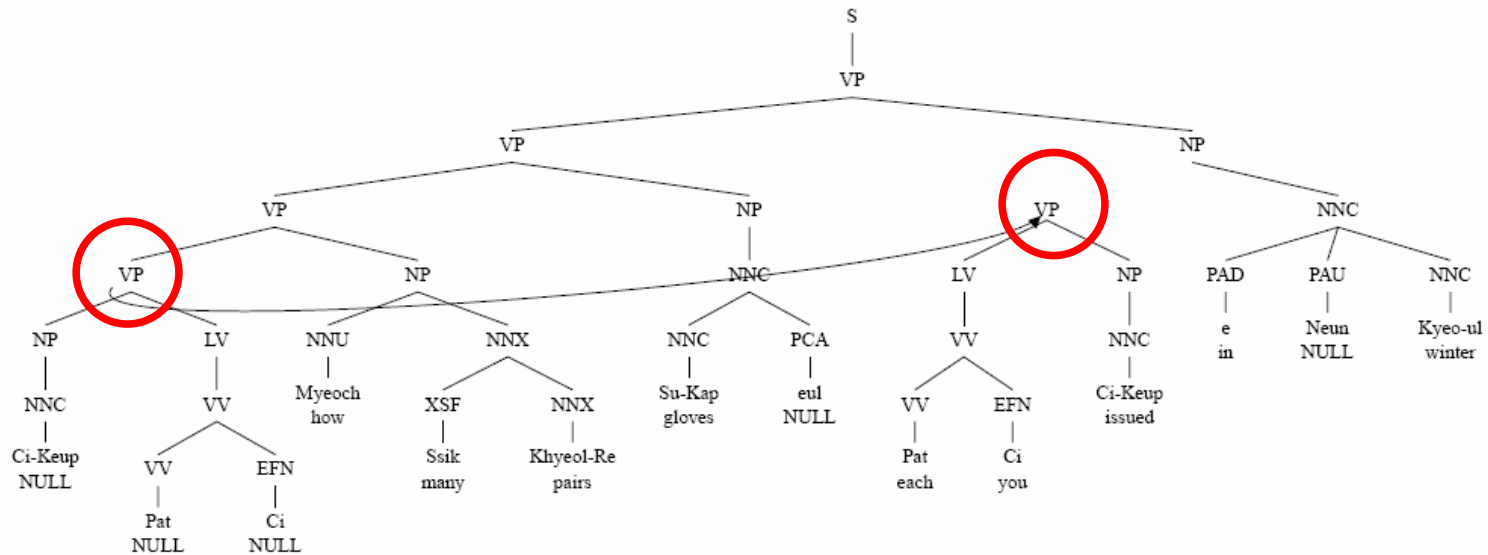 S
VP
VP NP
VP NP VP NNC
VP NP NNC LV NP PAD PAU NNC
NP LV NNU NNX NNC PCA VV NNC e Neun Kyeo-ul
in NULL winter
NNC VV Myeoch XSF NNX Su-Kap eul VV EFN Ci-Keup
how gloves NULL issued
Ci-Keup VV EFN Ssik Khyeol-Re Pat Ci
NULL many pairs each you
Pat Ci
NULL NULL